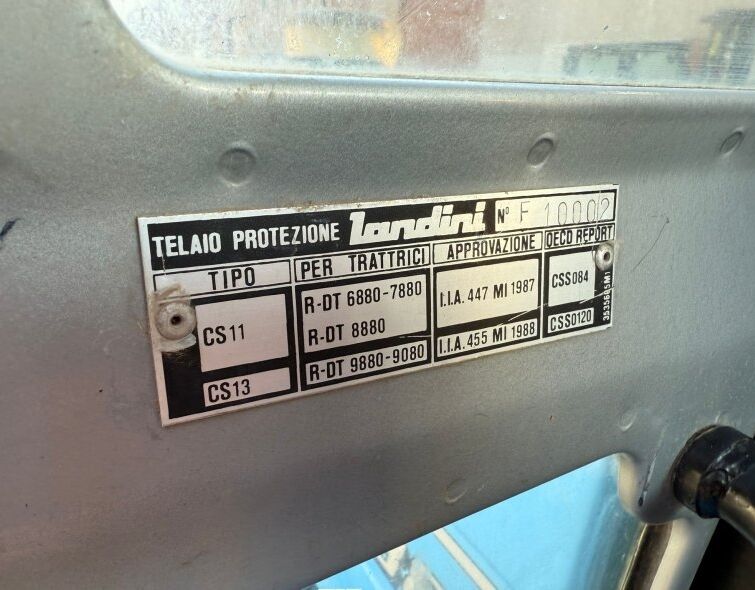 TELAIO PROTEZIONE Landini N° F 10002
TIPO PER TRATTRICI APPROVAZIONE OECD REPORT
CS11 R-DT 6880-7880 I.I.A. 447 MI 1987 CSS084
R-DT 8880
CS13 R-DT 9880-9080 I.I.A. 455 MI 1988 CSS0120